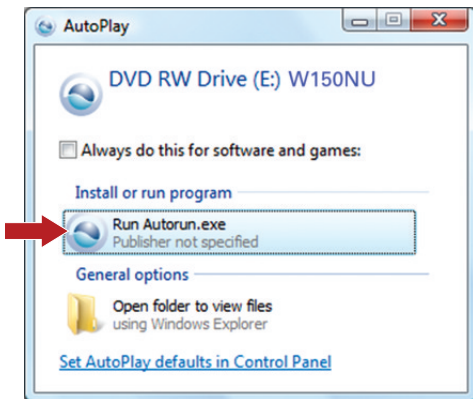 AutoPlay
DVD RW Drive (E:) W150NU
Always do this for software and games:
Install or run program
Run Autorun.exe
Publisher not specified
General options
Open folder to view files
using Windows Explorer
Set AutoPlay defaults in Control Panel